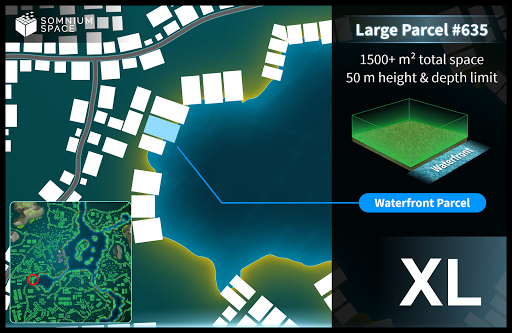 SOMNIUM
SPACE
Large Parcel #635
1500+ m² total space
50 m height & depth limit
Waterfront
Waterfront Parcel
XL